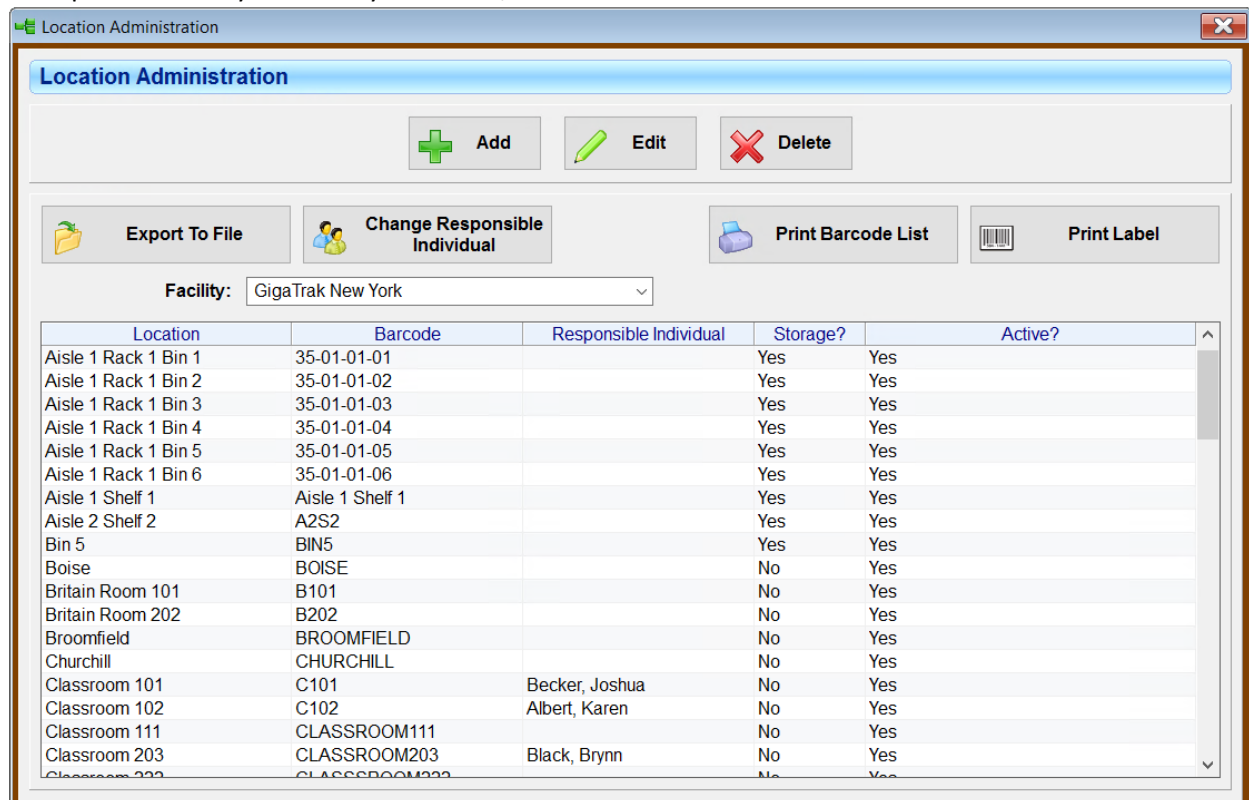 Location Administration
Location Administration
Add Edit Delete
Export To File Change Responsible Individual Print Barcode List Print Label
Facility: GigaTrak New York
Location Barcode Responsible Individual Storage? Active?
Aisle 1 Rack 1 Bin 1 35-01-01-01 Yes Yes
Aisle 1 Rack 1 Bin 2 35-01-01-02 Yes Yes
Aisle 1 Rack 1 Bin 3 35-01-01-03 Yes Yes
Aisle 1 Rack 1 Bin 4 35-01-01-04 Yes Yes
Aisle 1 Rack 1 Bin 5 35-01-01-05 Yes Yes
Aisle 1 Rack 1 Bin 6 35-01-01-06 Yes Yes
Aisle 1 Shelf 1 Aisle 1 Shelf 1 Yes Yes
Aisle 2 Shelf 2 A2S2 Yes Yes
Bin 5 BIN5 Yes Yes
Boise BOISE No Yes
Britain Room 101 B101 No Yes
Britain Room 202 B202 No Yes
Broomfield BROOMFIELD No Yes
Churchill CHURCHILL No Yes
Classroom 101 C101 Becker, Joshua No Yes
Classroom 102 C102 Albert, Karen No Yes
Classroom 111 CLASSROOM111 No Yes
Classroom 203 CLASSROOM203 Black, Brynn No Yes